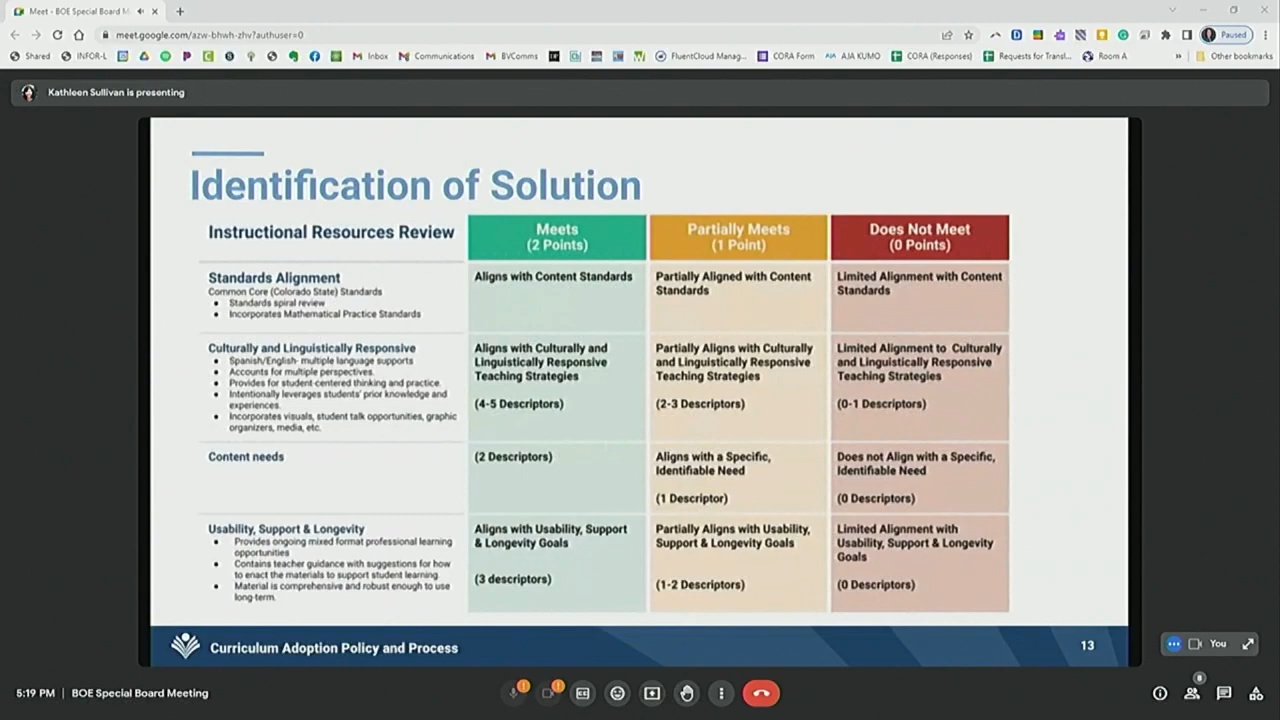 Meet - BOE Special Board M
meet.google.com/azw-bhwh-zhv?authuser=0
Paused
Shared
INFOR-L
Inbox
Communications
BVComms
FluentCloud Manag...
CORA Form
AJA KUMO
CORA (Responses)
Requests for Transl...
Room A
Other bookmarks
Kathleen Sullivan is presenting
Identification of Solution
Instructional Resources Review
Meets
(2 Points)
Partially Meets
(1 Point)
Does Not Meet
(0 Points)
Standards Alignment
Common Core (Colorado State) Standards
• Standards spiral review
• Incorporates Mathematical Practice Standards
Aligns with Content Standards
Partially Aligned with Content
Standards
Limited Alignment with Content
Standards
Culturally and Linguistically Responsive
• Spanish/English- multiple language supports
• Accounts for multiple perspectives.
• Provides for student-centered thinking and practice.
• Intentionally leverages students' prior knowledge and
experiences.
• Incorporates visuals, student talk opportunities, graphic
organizers, media, etc.
Aligns with Culturally and
Linguistically Responsive
Teaching Strategies
(4-5 Descriptors)
Partially Aligns with Culturally
and Linguistically Responsive
Teaching Strategies
(2-3 Descriptors)
Limited Alignment to Culturally
and Linguistically Responsive
Teaching Strategies
(0-1 Descriptors)
Content needs
(2 Descriptors)
Aligns with a Specific,
Identifiable Need
(1 Descriptor)
Does not Align with a Specific,
Identifiable Need
(0 Descriptors)
Usability, Support & Longevity
• Provides ongoing mixed format professional learning
opportunities
• Contains teacher guidance with suggestions for how
to enact the materials to support student learning
• Material is comprehensive and robust enough to use
long-term.
Aligns with Usability, Support
& Longevity Goals
(3 descriptors)
Partially Aligns with Usability,
Support & Longevity Goals
(1-2 Descriptors)
Limited Alignment with
Usability, Support & Longevity
Goals
(0 Descriptors)
Curriculum Adoption Policy and Process
13
You
5:19 PM | BOE Special Board Meeting
8